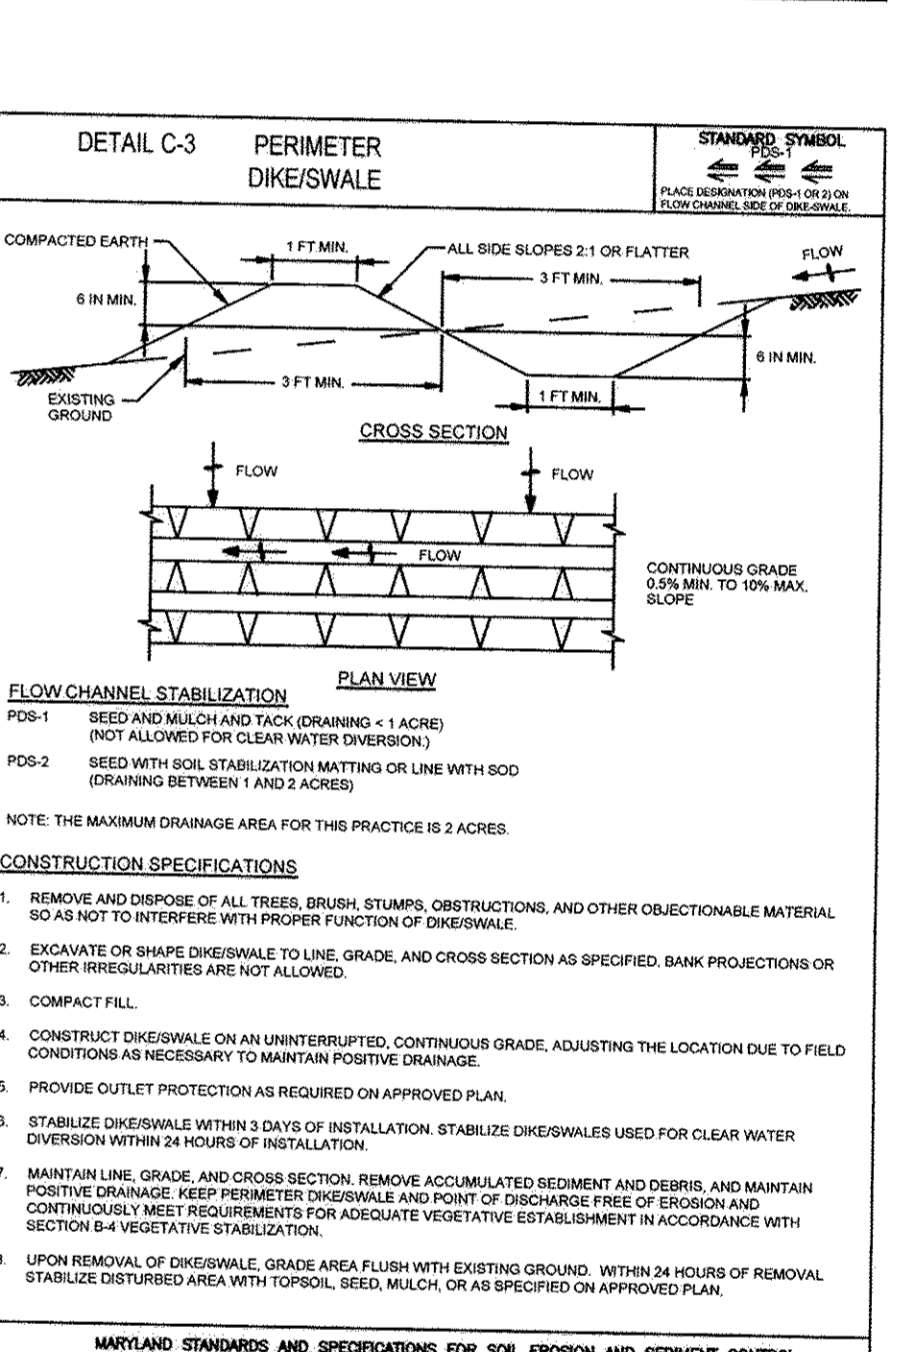 DETAIL C-3 PERIMETER
DIKE/SWALE
STANDARD SYMBOL
PDS-1
PLACE DESIGNATION (PDS-1 OR 2) ON
FLOW CHANNEL SIDE OF DIKE-SWALE.
COMPACTED EARTH
1 FT MIN.
ALL SIDE SLOPES 2:1 OR FLATTER
FLOW
3 FT MIN.
6 IN MIN.
6 IN MIN.
3 FT MIN.
1 FT MIN.
EXISTING
GROUND
CROSS SECTION
FLOW
FLOW
FLOW
CONTINUOUS GRADE
0.5% MIN. TO 10% MAX.
SLOPE
PLAN VIEW
FLOW CHANNEL STABILIZATION
PDS-1 SEED AND MULCH AND TACK (DRAINING < 1 ACRE)
(NOT ALLOWED FOR CLEAR WATER DIVERSION.)
PDS-2 SEED WITH SOIL STABILIZATION MATTING OR LINE WITH SOD
(DRAINING BETWEEN 1 AND 2 ACRES)
NOTE: THE MAXIMUM DRAINAGE AREA FOR THIS PRACTICE IS 2 ACRES.
CONSTRUCTION SPECIFICATIONS
1. REMOVE AND DISPOSE OF ALL TREES, BRUSH, STUMPS, OBSTRUCTIONS, AND OTHER OBJECTIONABLE MATERIAL
SO AS NOT TO INTERFERE WITH PROPER FUNCTION OF DIKE/SWALE.
2. EXCAVATE OR SHAPE DIKE/SWALE TO LINE, GRADE, AND CROSS SECTION AS SPECIFIED. BANK PROJECTIONS OR
OTHER IRREGULARITIES ARE NOT ALLOWED.
3. COMPACT FILL.
4. CONSTRUCT DIKE/SWALE ON AN UNINTERRUPTED, CONTINUOUS GRADE, ADJUSTING THE LOCATION DUE TO FIELD
CONDITIONS AS NECESSARY TO MAINTAIN POSITIVE DRAINAGE.
5. PROVIDE OUTLET PROTECTION AS REQUIRED ON APPROVED PLAN.
6. STABILIZE DIKE/SWALE WITHIN 3 DAYS OF INSTALLATION. STABILIZE DIKE/SWALES USED FOR CLEAR WATER
DIVERSION WITHIN 24 HOURS OF INSTALLATION.
7. MAINTAIN LINE, GRADE, AND CROSS SECTION. REMOVE ACCUMULATED SEDIMENT AND DEBRIS, AND MAINTAIN
POSITIVE DRAINAGE. KEEP PERIMETER DIKE/SWALE AND POINT OF DISCHARGE FREE OF EROSION AND
CONTINUOUSLY MEET REQUIREMENTS FOR ADEQUATE VEGETATIVE ESTABLISHMENT IN ACCORDANCE WITH
SECTION B-4 VEGETATIVE STABILIZATION.
8. UPON REMOVAL OF DIKE/SWALE, GRADE AREA FLUSH WITH EXISTING GROUND. WITHIN 24 HOURS OF REMOVAL
STABILIZE DISTURBED AREA WITH TOPSOIL, SEED, MULCH, OR AS SPECIFIED ON APPROVED PLAN.
MARYLAND STANDARDS AND SPECIFICATIONS FOR SOIL EROSION AND SEDIMENT CONTROL